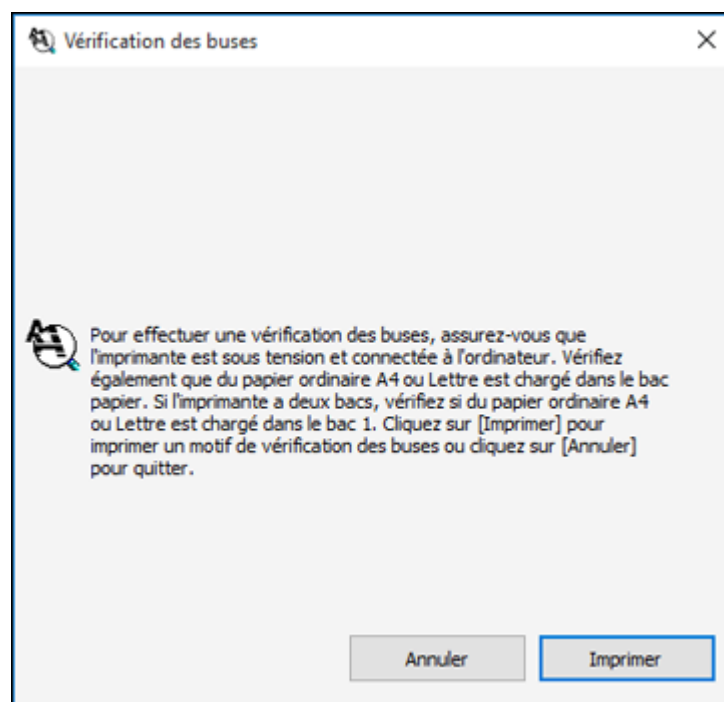 Vérification des buses
Pour effectuer une vérification des buses, assurez-vous que
l'imprimante est sous tension et connectée à l'ordinateur. Vérifiez
également que du papier ordinaire A4 ou Lettre est chargé dans le bac
papier. Si l'imprimante a deux bacs, vérifiez si du papier ordinaire A4
ou Lettre est chargé dans le bac 1. Cliquez sur [Imprimer] pour
imprimer un motif de vérification des buses ou cliquez sur [Annuler]
pour quitter.
Annuler
Imprimer